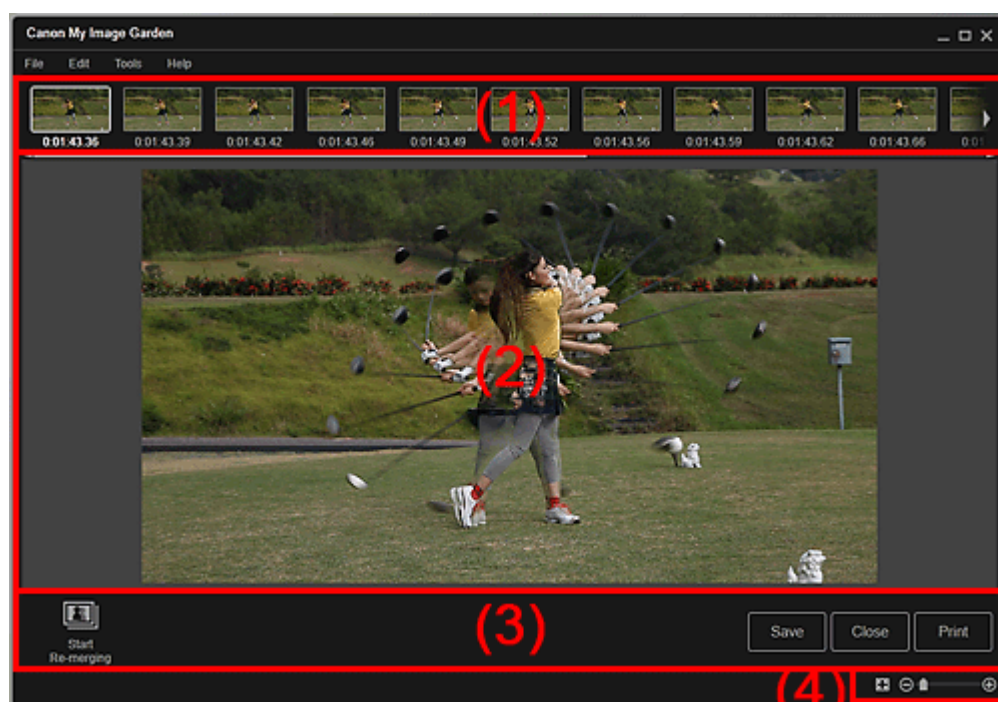 Canon My Image Garden
File Edit Tools Help
(1)
0:01:43.36 0:01:43.39 0:01:43.42 0:01:43.46 0:01:43.49 0:01:43.52 0:01:43.56 0:01:43.59 0:01:43.62 0:01:43.66 0:01
(2)
(3)
Start
Re-merging
Save Close Print
(4)